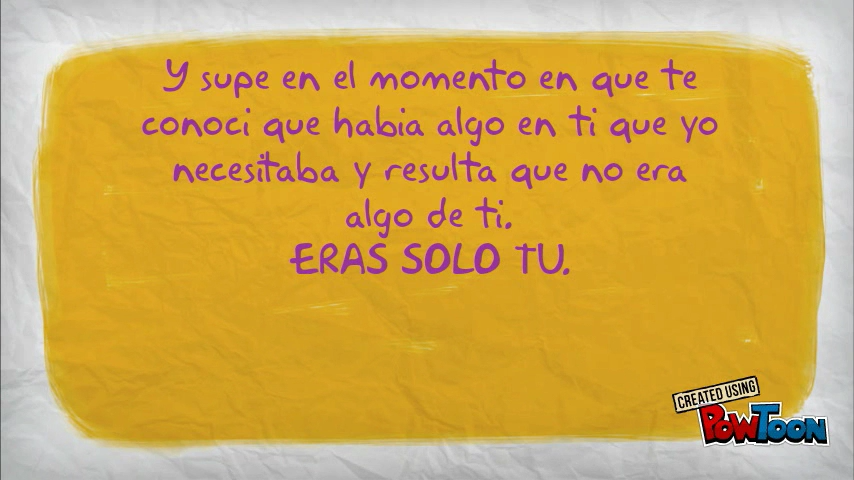 Y supe en el momento en que te
conoci que habia algo en ti que yo
necesitaba y resulta que no era
algo de ti.
ERAS SOLO TU.
CREATED USING
POWTOON